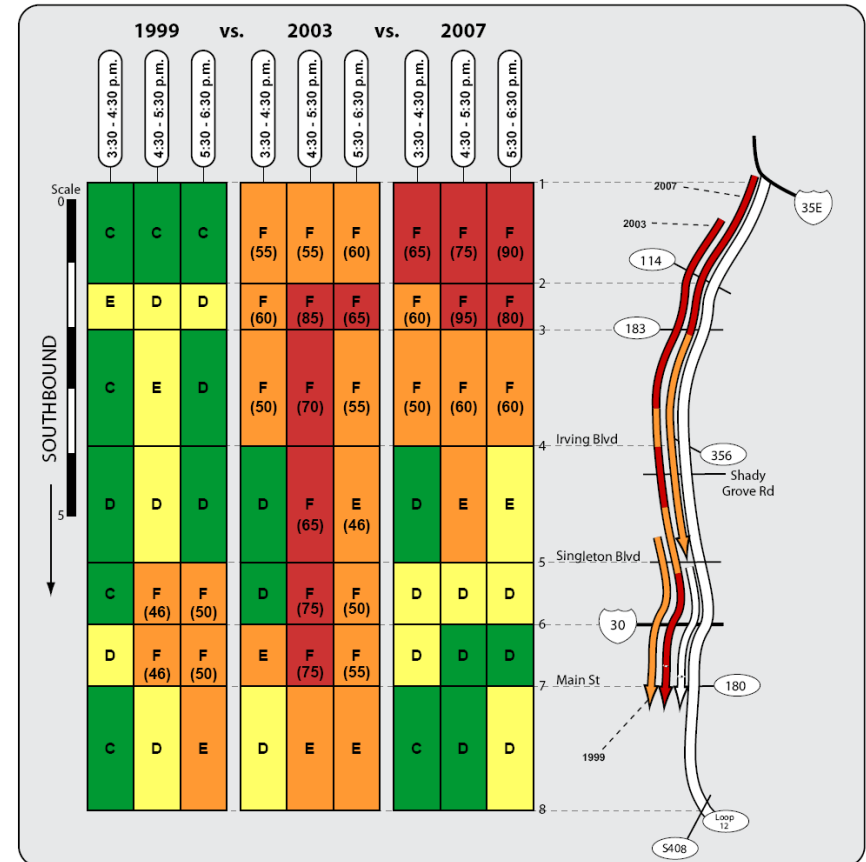 1999 vs. 2003 vs. 2007
3:30 - 4:30 p.m. 4:30 - 5:30 p.m. 5:30 - 6:30 p.m. 3:30 - 4:30 p.m. 4:30 - 5:30 p.m. 5:30 - 6:30 p.m. 3:30 - 4:30 p.m. 4:30 - 5:30 p.m. 5:30 - 6:30 p.m.
Scale
0
5
SOUTHBOUND
1
C C C F F F F F F
(55) (55) (60) (65) (75) (90)
2
E D D F F F F F F
(60) (85) (65) (60) (95) (80)
3
C E D F F F F F F
(50) (70) (55) (50) (60) (60)
Irving Blvd
4
D D D D F E D E E
(65) (46)
Singleton Blvd
5
C F F D F F D D D
(46) (50) (75) (50)
6
D F F E F F D D D
(46) (50) (75) (55)
Main St
7
C D E D E E C D D
8
2007
35E
2003
114
183
356
Shady
Grove Rd
30
180
1999
Loop
12
S408